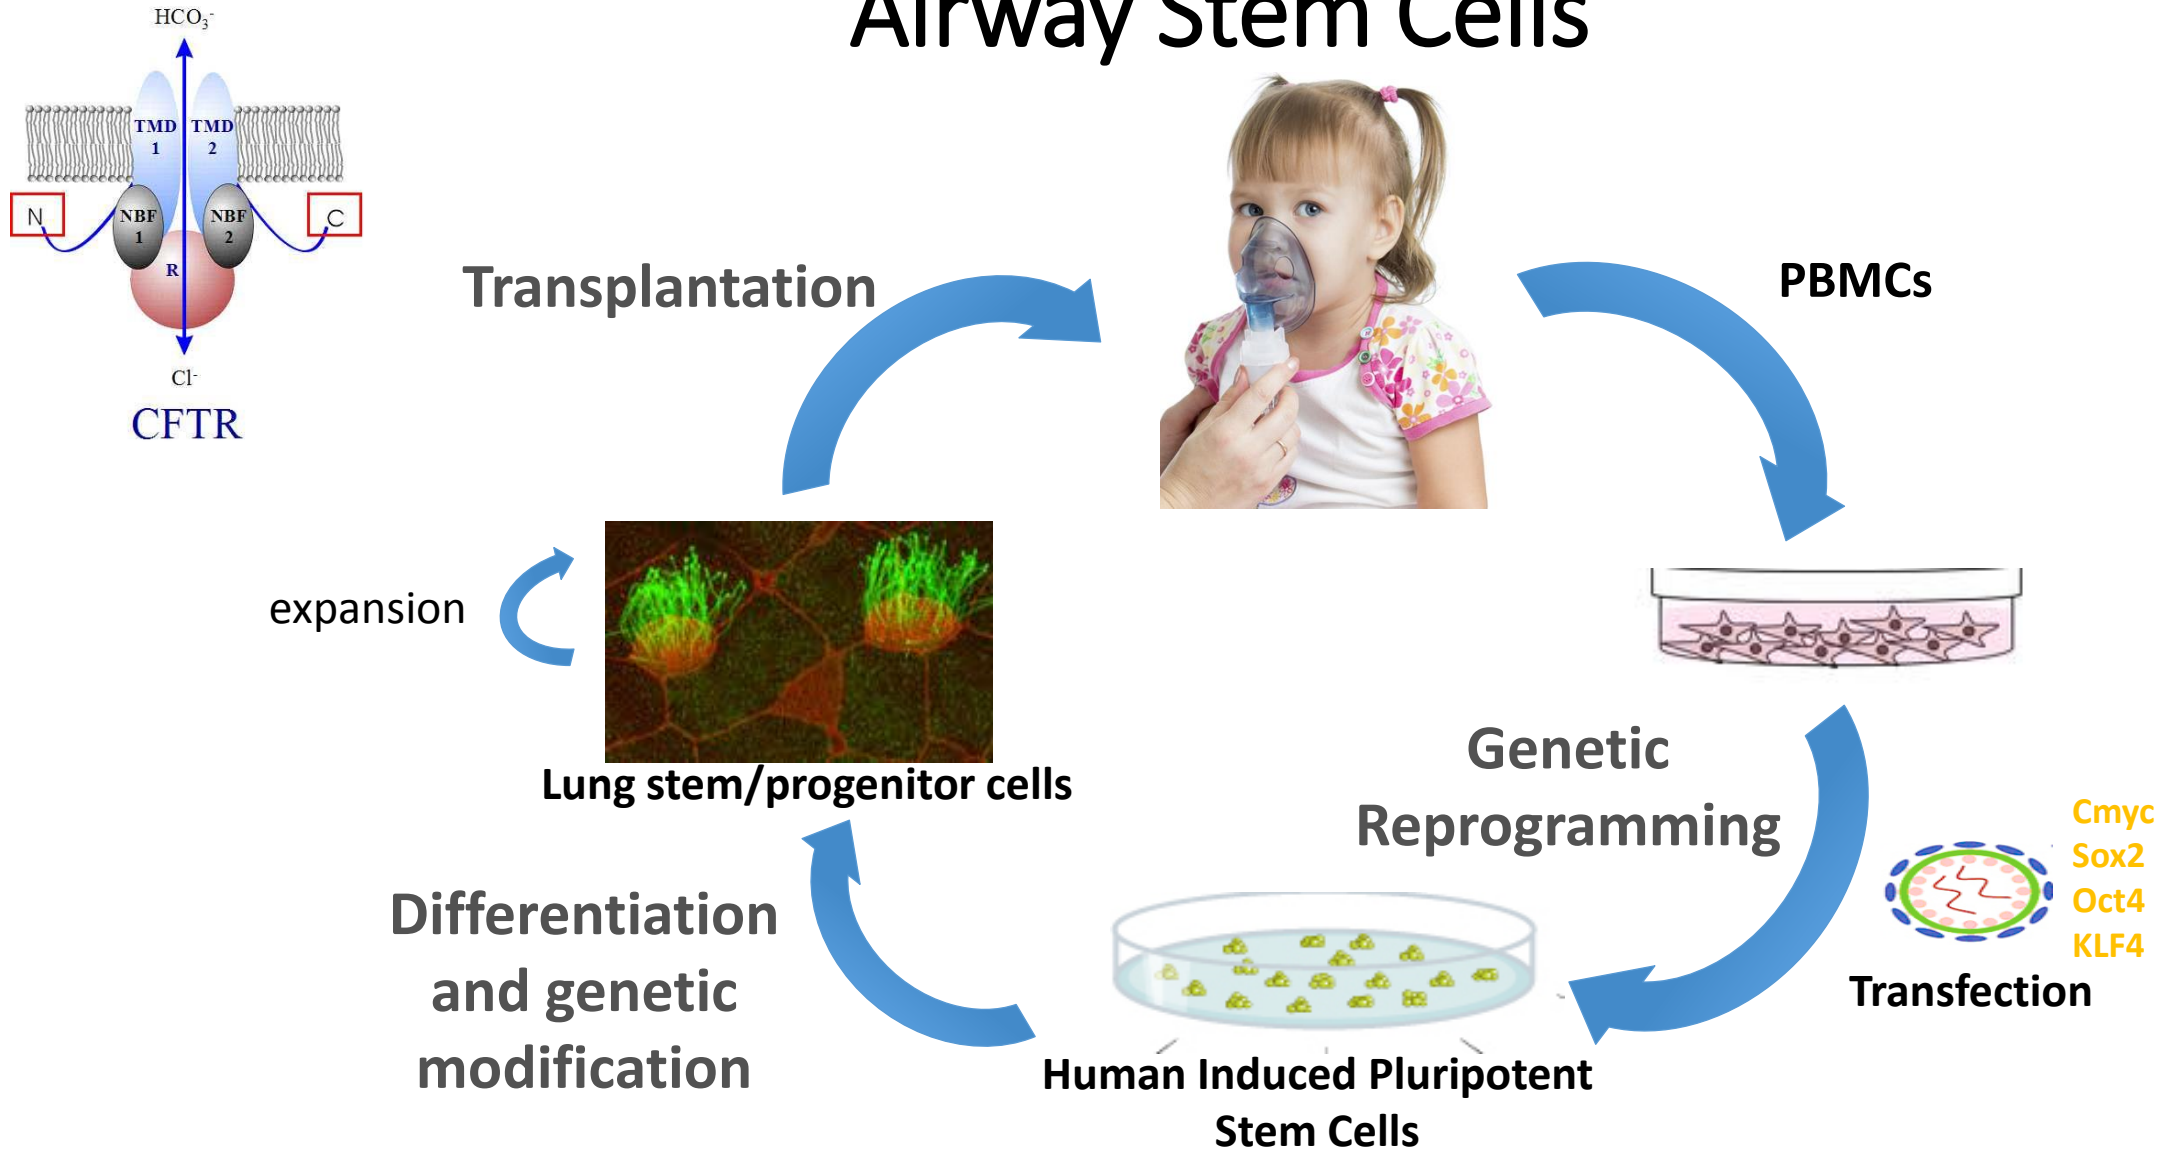 Airway Stem Cells
HCO3-
TMD TMD
1 2
N
NBF NBF
1 2
C
R
Cl-
CFTR
Transplantation
PBMCs
expansion
Lung stem/progenitor cells
Genetic
Reprogramming
Cmyc
Sox2
Oct4
KLF4
Transfection
Differentiation
and genetic
modification
Human Induced Pluripotent
Stem Cells